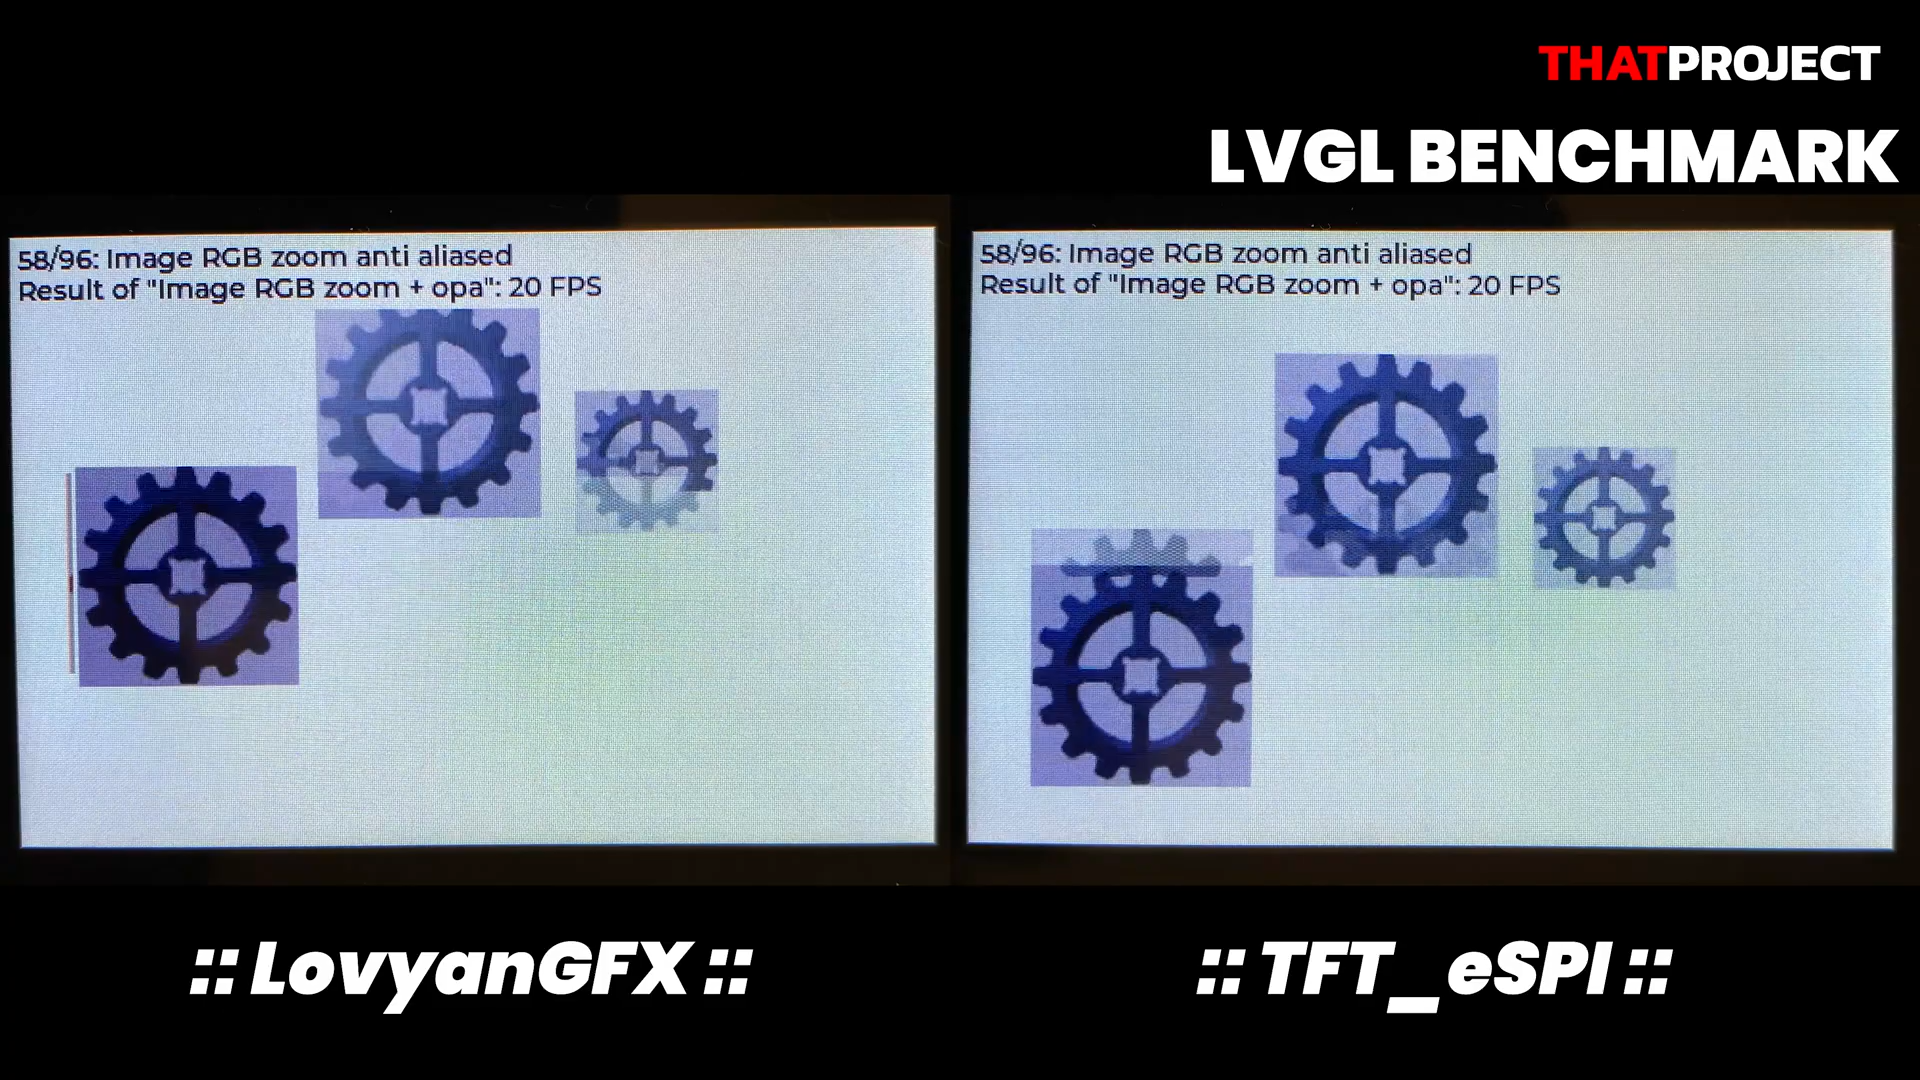 THATPROJECT
LVGL BENCHMARK
58/96: Image RGB zoom anti aliased
Result of "Image RGB zoom + opa": 20 FPS
58/96: Image RGB zoom anti aliased
Result of "Image RGB zoom + opa": 20 FPS
:: LovyanGFX ::
:: TFT_eSPI ::